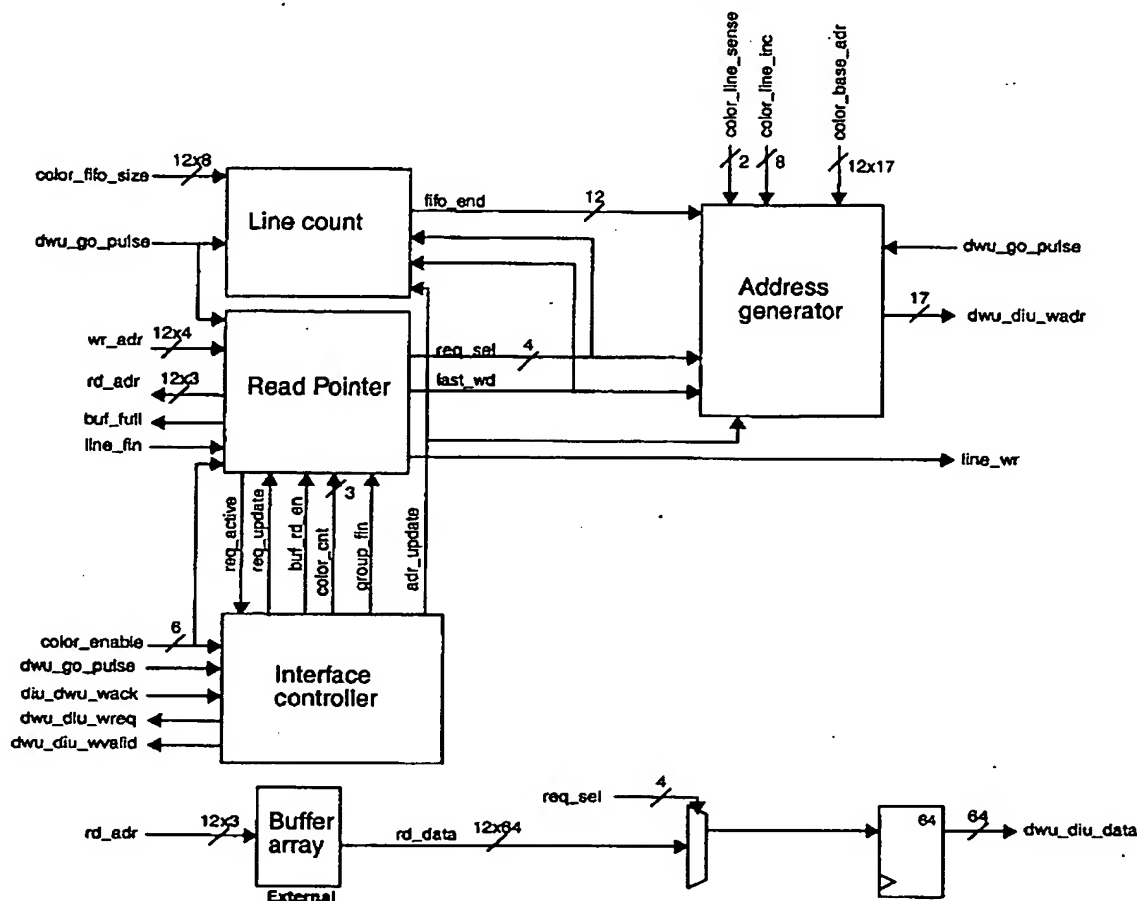 color_line_sense
color_line_inc
color_base_adr
2
8
12x17
color_fifo_size
12x8
Line count
fifo_end
12
dwu_go_pulse
dwu_go_pulse
Address
generator
17
dwu_diu_wadr
wr_adr
12x4
rd_adr
12x3
Read Pointer
req_sel
4
last_wd
buf_full
line_fin
line_wr
req_active
req_update
buf_rd_en
color_cnt
3
group_fin
adr_update
color_enable
6
dwu_go_pulse
diu_dwu_wack
dwu_diu_wreq
dwu_diu_wvalid
Interface
controller
rd_adr
12x3
Buffer
array
External
rd_data
12x64
req_sel
4
64
64
dwu_diu_data